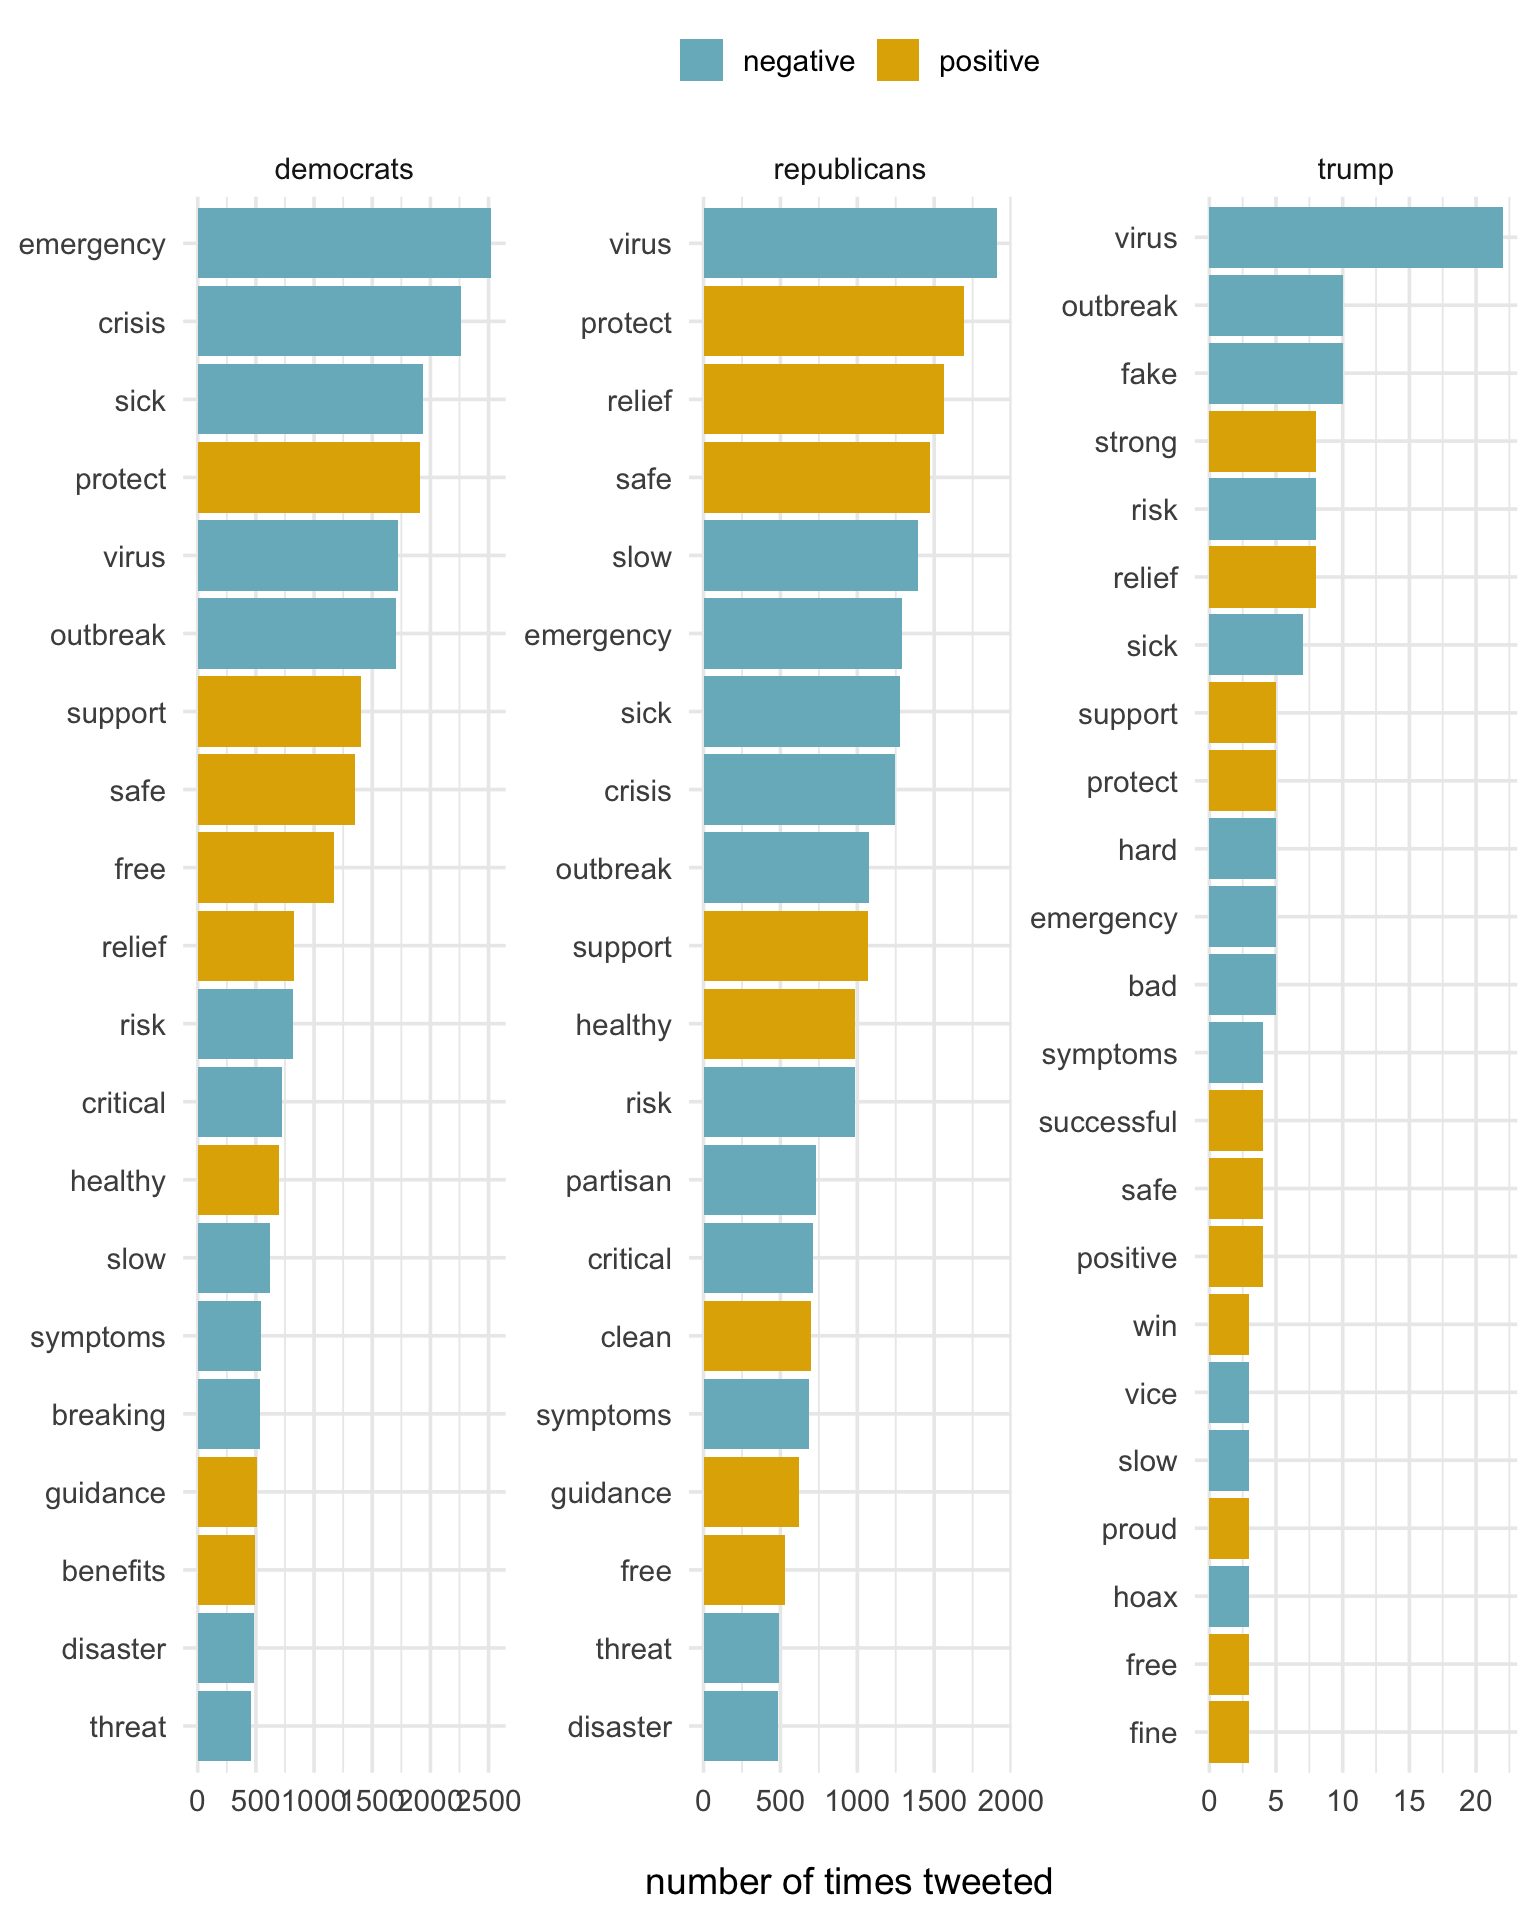 negative positive
democrats
emergency
crisis
sick
protect
virus
outbreak
support
safe
free
relief
risk
critical
healthy
slow
symptoms
breaking
guidance
benefits
disaster
threat
0 500 1000 1500 2000 2500
republicans
virus
protect
relief
safe
slow
emergency
sick
crisis
outbreak
support
healthy
risk
partisan
critical
clean
symptoms
guidance
free
threat
disaster
0 500 1000 1500 2000
trump
virus
outbreak
fake
strong
risk
relief
sick
support
protect
hard
emergency
bad
symptoms
successful
safe
positive
win
vice
slow
proud
hoax
free
fine
0 5 10 15 20
number of times tweeted